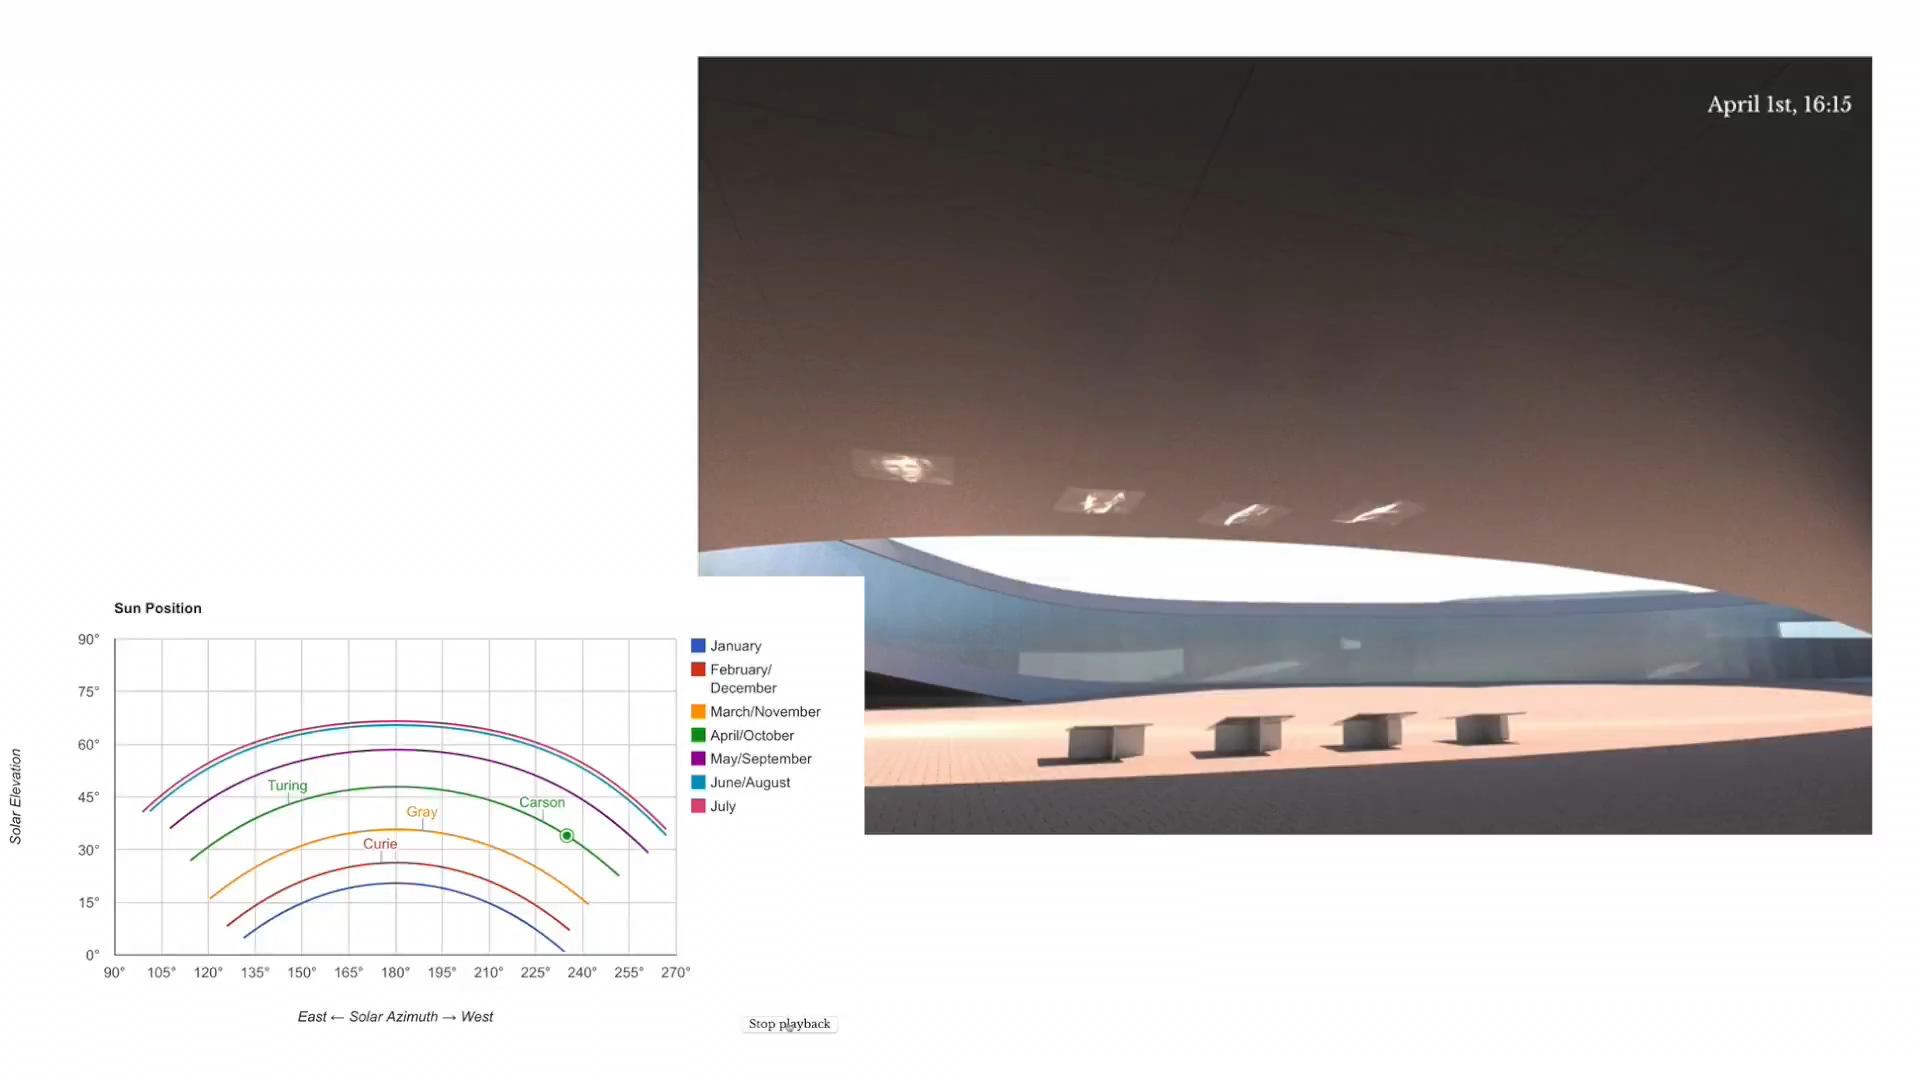 April 1st, 16:15
Sun Position
90°
75°
60°
45°
30°
15°
0°
Solar Elevation
Turing
Gray
Carson
Curie
90° 105° 120° 135° 150° 165° 180° 195° 210° 225° 240° 255° 270°
East ← Solar Azimuth → West
January
February/
December
March/November
April/October
May/September
June/August
July
Stop playback